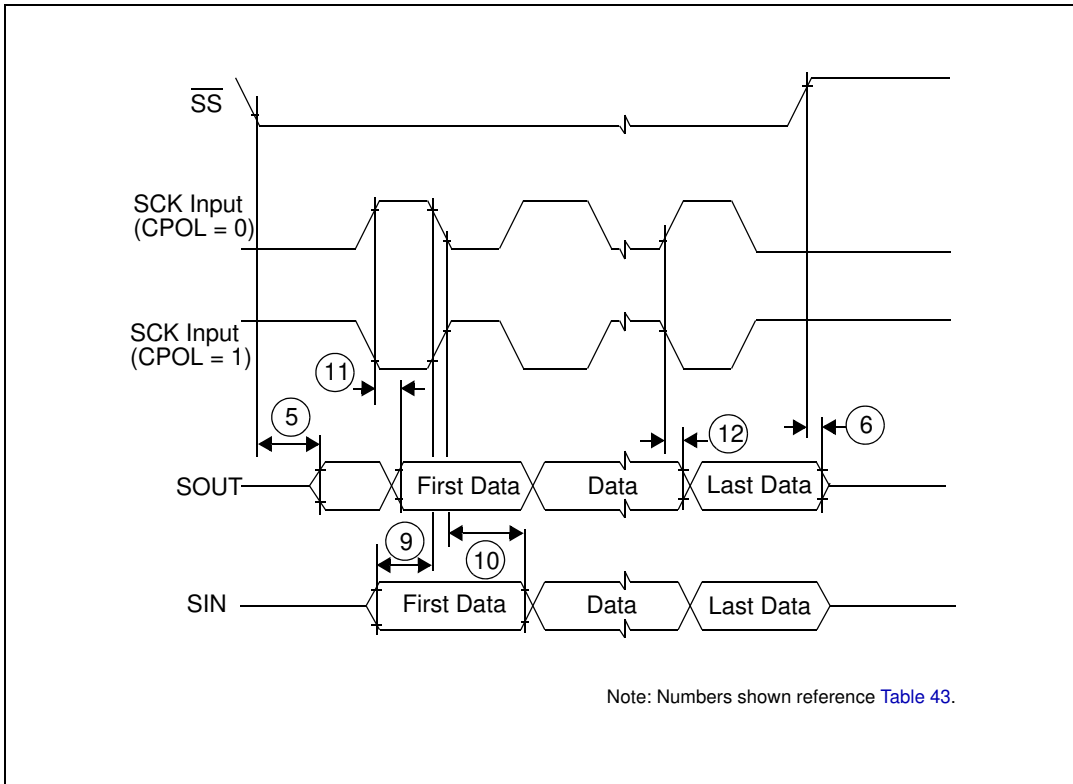 SS
SCK Input
(CPOL = 0)
SCK Input
(CPOL = 1)
11
5
12
6
SOUT
First Data
Data
Last Data
9
10
SIN
First Data
Data
Last Data
Note: Numbers shown reference Table 43.